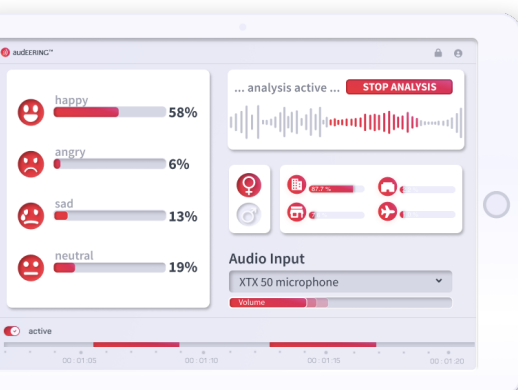 audEERING™
happy
58%
angry
6%
sad
13%
neutral
19%
... analysis active ...
STOP ANALYSIS
87.7 %
Audio Input
XTX 50 microphone
Volume
active
00 : 01:05
00 : 01:10
00 : 01:15
00 : 01:20